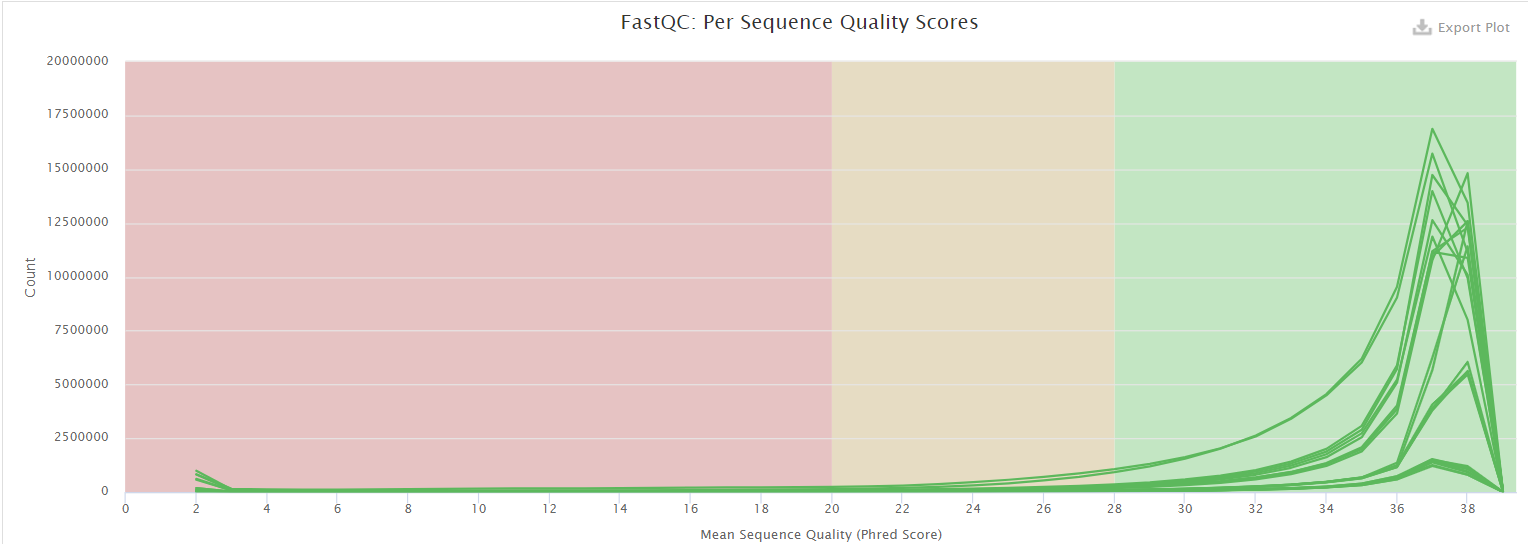 FastQC: Per Sequence Quality Scores
Export Plot
20000000
17500000
15000000
12500000
10000000
7500000
5000000
2500000
0
Count
0 2 4 6 8 10 12 14 16 18 20 22 24 26 28 30 32 34 36 38
Mean Sequence Quality (Phred Score)